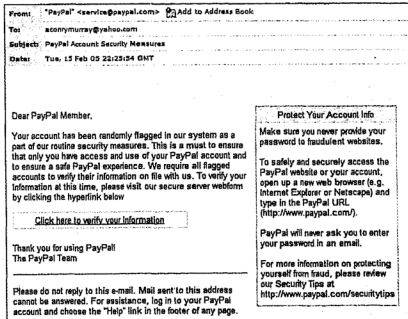 From: "PayPal" <service@paypal.com> Add to Address Book
To: aconrymurray@yahoo.com
Subject: PayPal Account Security Measures
Date: Tue, 15 Feb 05 22:25:54 GMT
Dear PayPal Member,
Your account has been randomly flagged in our system as a
part of our routine security measures. This is a must to ensure
that only you have access and use of your PayPal account and
to ensure a safe PayPal experience. We require all flagged
accounts to verify their information on file with us. To verify your
Information at this time, please visit our secure server webform
by clicking the hyperlink below
Click here to verify your Information
Thank you for using PayPal!
The PayPal Team
Please do not reply to this e-mail. Mail sent to this address
cannot be answered. For assistance, log in to your PayPal
account and choose the "Help" link in the footer of any page.
Protect Your Account Info
Make sure you never provide your
password to fraudulent websites.
To safely and securely access the
PayPal website or your account,
open up a new web browser (e.g.
Internet Explorer or Netscape) and
type in the PayPal URL
(http://www.paypal.com/).
PayPal will never ask you to enter
your password in an email.
For more information on protecting
yourself from fraud, please review
our Security Tips at
http://www.paypal.com/securitytips